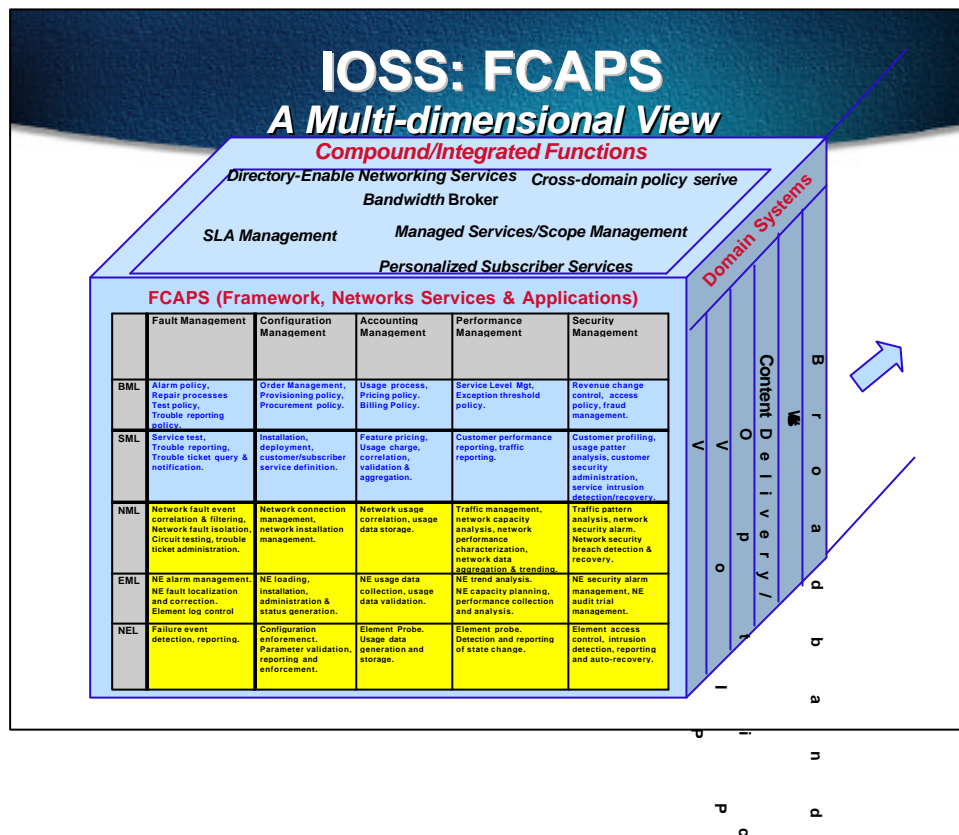 IOSS: FCAPS
A Multi-dimensional View
Compound/Integrated Functions
Directory-Enable Networking Services
Cross-domain policy serive
Bandwidth Broker
SLA Management
Managed Services/Scope Management
Personalized Subscriber Services
Domain Systems
FCAPS (Framework, Networks Services & Applications)
Fault Management
Configuration
Management
Accounting
Management
Performance
Management
Security
Management
BML
Alarm policy,
Repair processes
Test policy,
Trouble reporting
policy.
Order Management,
Provisioning policy,
Procurement policy.
Usage process,
Pricing policy.
Billing Policy.
Service Level Mgt,
Exception threshold
policy.
Revenue change
control, access
policy, fraud
management.
SML
Service test,
Trouble reporting,
Trouble ticket query &
notification.
Installation,
deployment,
customer/subscriber
service definition.
Feature pricing,
Usage charge,
correlation,
validation &
aggregation.
Customer performance
reporting, traffic
reporting.
Customer profiling,
usage patter
analysis, customer
security
administration,
service intrusion
detection/recovery.
NML
Network fault event
correlation & filtering,
Network fault isolation,
Circuit testing, trouble
ticket administration.
Network connection
management,
network installation
management.
Network usage
correlation, usage
data storage.
Traffic management,
network capacity
analysis, network
performance
characterization,
network data
aggregation & trending.
Traffic pattern
analysis, network
security alarm.
Network security
breach detection &
recovery.
EML
NE alarm management.
NE fault localization
and correction.
Element log control
NE loading,
installation,
administration &
status generation.
NE usage data
collection, usage
data validation.
NE trend analysis.
NE capacity planning,
performance collection
and analysis.
NE security alarm
management, NE
audit trial
management.
NEL
Failure event
detection, reporting.
Configuration
enforemenct.
Parameter validation,
reporting and
enforcement.
Element Probe.
Usage data
generation and
storage.
Element probe.
Detection and reporting
of state change.
Element access
control, intrusion
detection, reporting
and auto-recovery.
V o I P
V P
O p t i c
Content Delivery/
Broadband